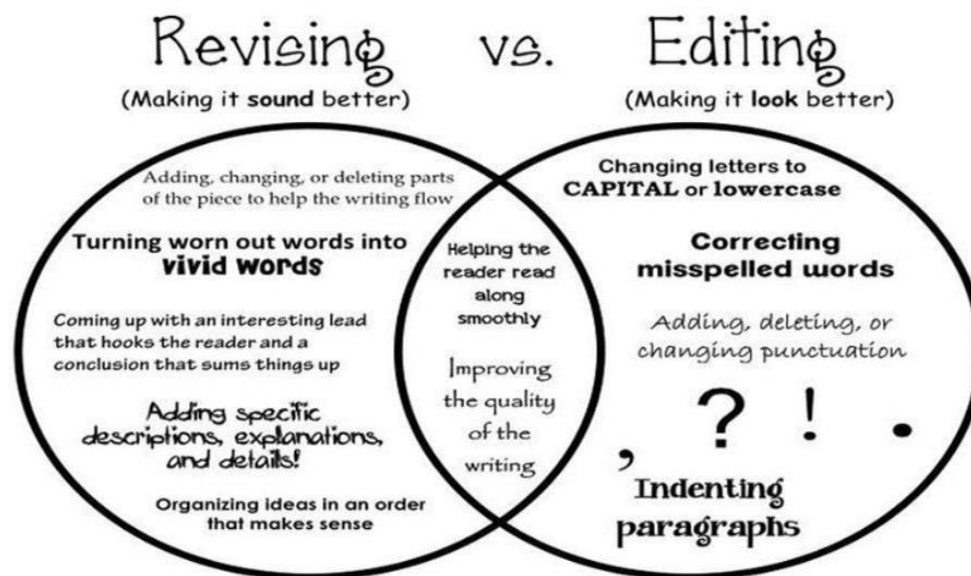 Revising vs. Editing
(Making it sound better) (Making it look better)
Adding, changing, or deleting parts
of the piece to help the writing flow
Turning worn out words into
vivid words
Coming up with an interesting lead
that hooks the reader and a
conclusion that sums things up
Adding specific
descriptions, explanations,
and details!
Organizing ideas in an order
that makes sense
Helping the
reader read
along
smoothly
Improving
the quality
of the
writing
Changing letters to
CAPITAL or lowercase
Correcting
misspelled words
Adding, deleting, or
changing punctuation
, ? ! .
Indenting
paragraphs